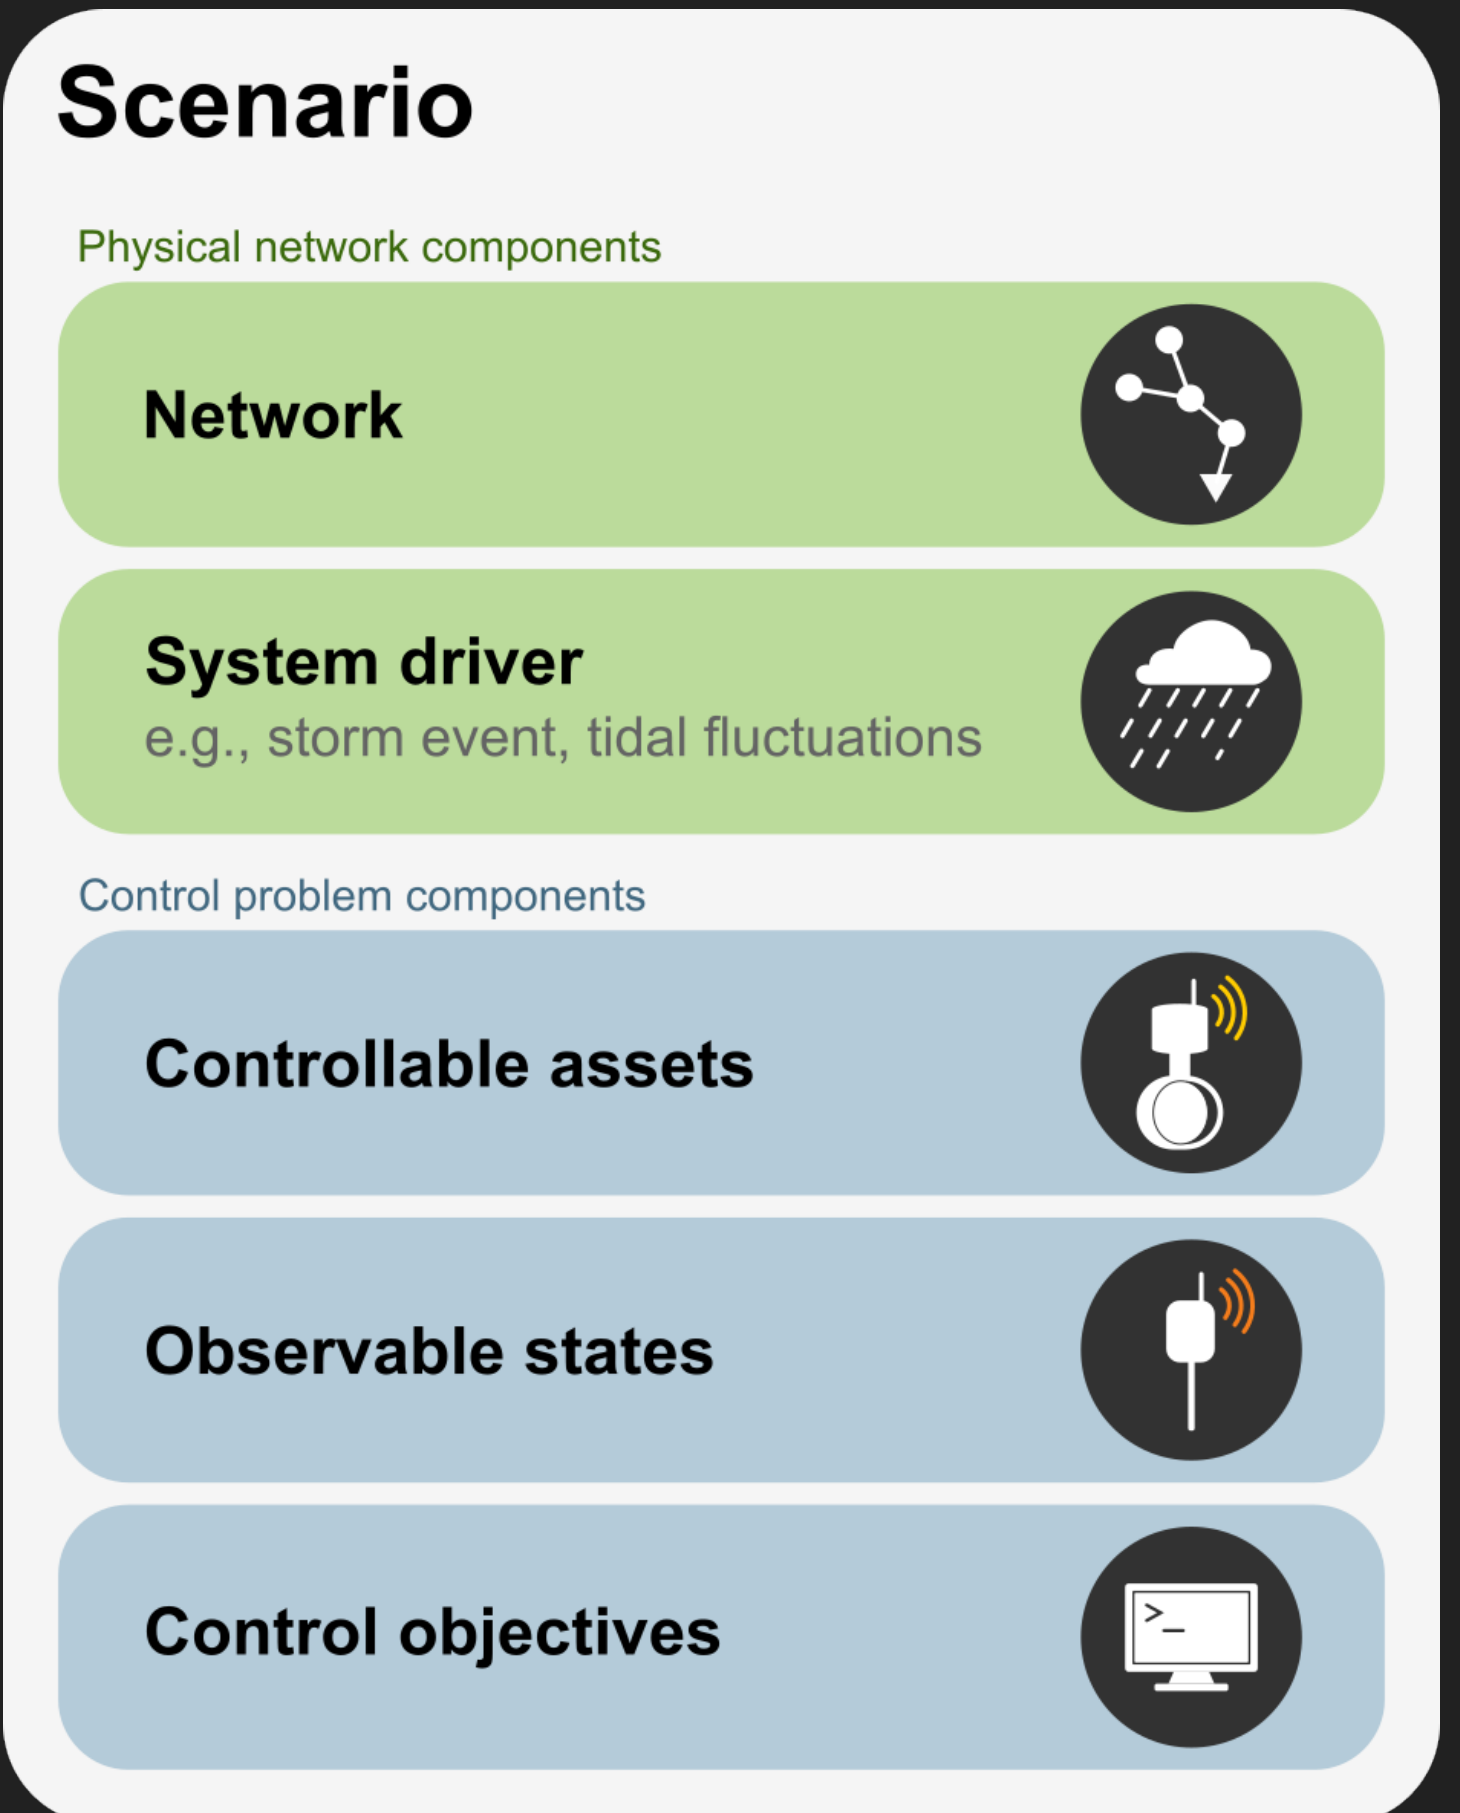 Scenario
Physical network components
Network
System driver
e.g., storm event, tidal fluctuations
Control problem components
Controllable assets
Observable states
Control objectives
>_